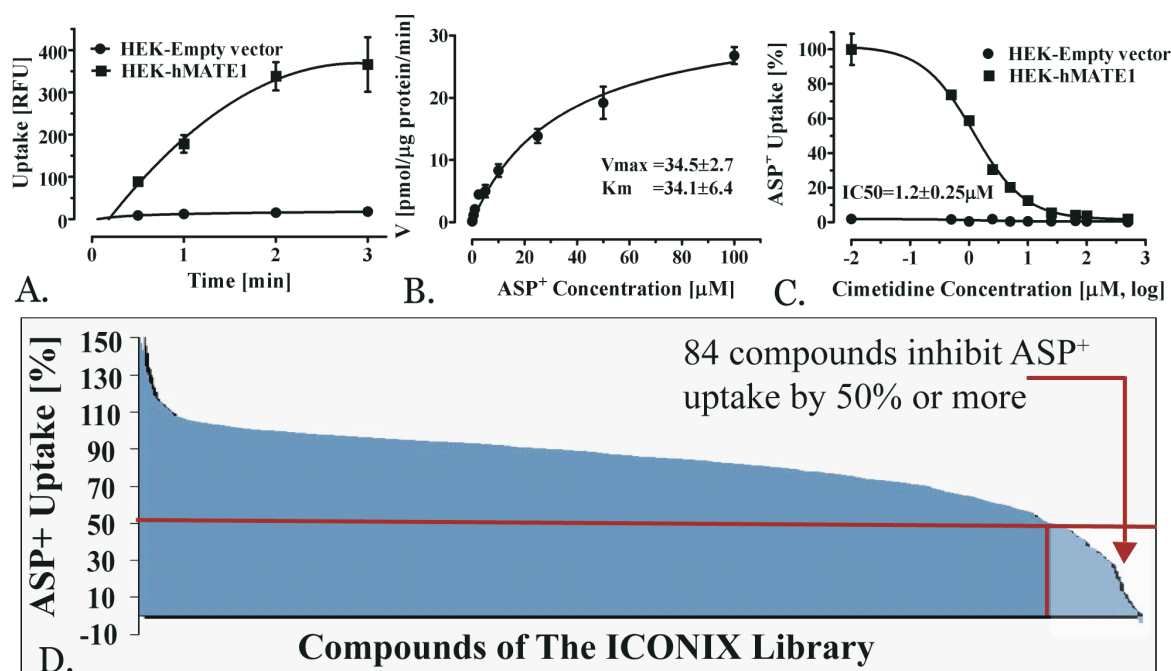 HEK-Empty vector
HEK-hMATE1
Uptake [RFU]
400
300
200
100
0
0 1 2 3
Time [min]
A.
V [pmol/µg protein/min]
30
20
10
0
Vmax =34.5±2.7
Km =34.1±6.4
0 20 40 60 80 100
ASP+ Concentration [µM]
B.
ASP+ Uptake [%]
100
80
60
40
20
0
HEK-Empty vector
HEK-hMATE1
IC50=1.2±0.25µM
-2 -1 0 1 2 3
Cimetidine Concentration [µM, log]
C.
ASP+ Uptake [%]
150
130
110
90
70
50
30
10
-10
84 compounds inhibit ASP+
uptake by 50% or more
Compounds of The ICONIX Library
D.